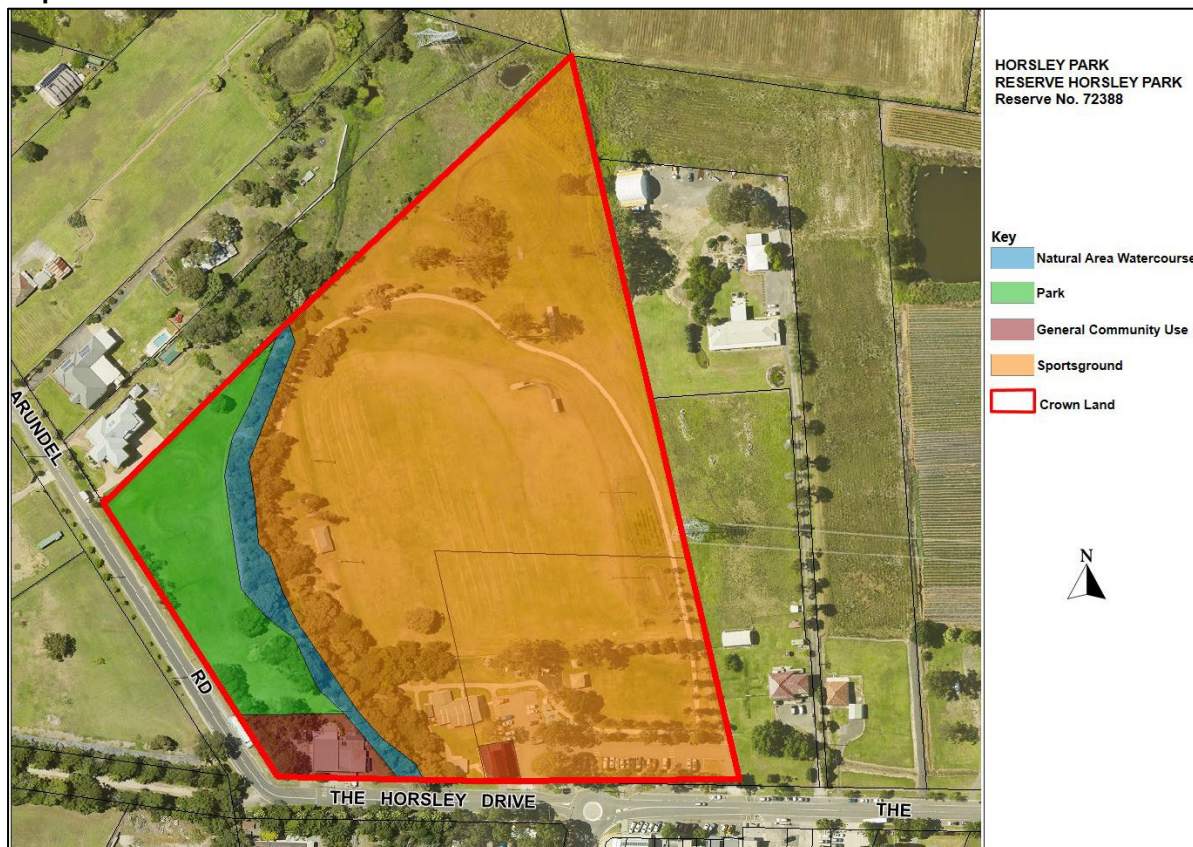 HORSLEY PARK
RESERVE HORSLEY PARK
Reserve No. 72388
Key
Natural Area Watercourse
Park
General Community Use
Sportsground
Crown Land
N
ARUNDEL
RD
THE HORSLEY DRIVE
THE